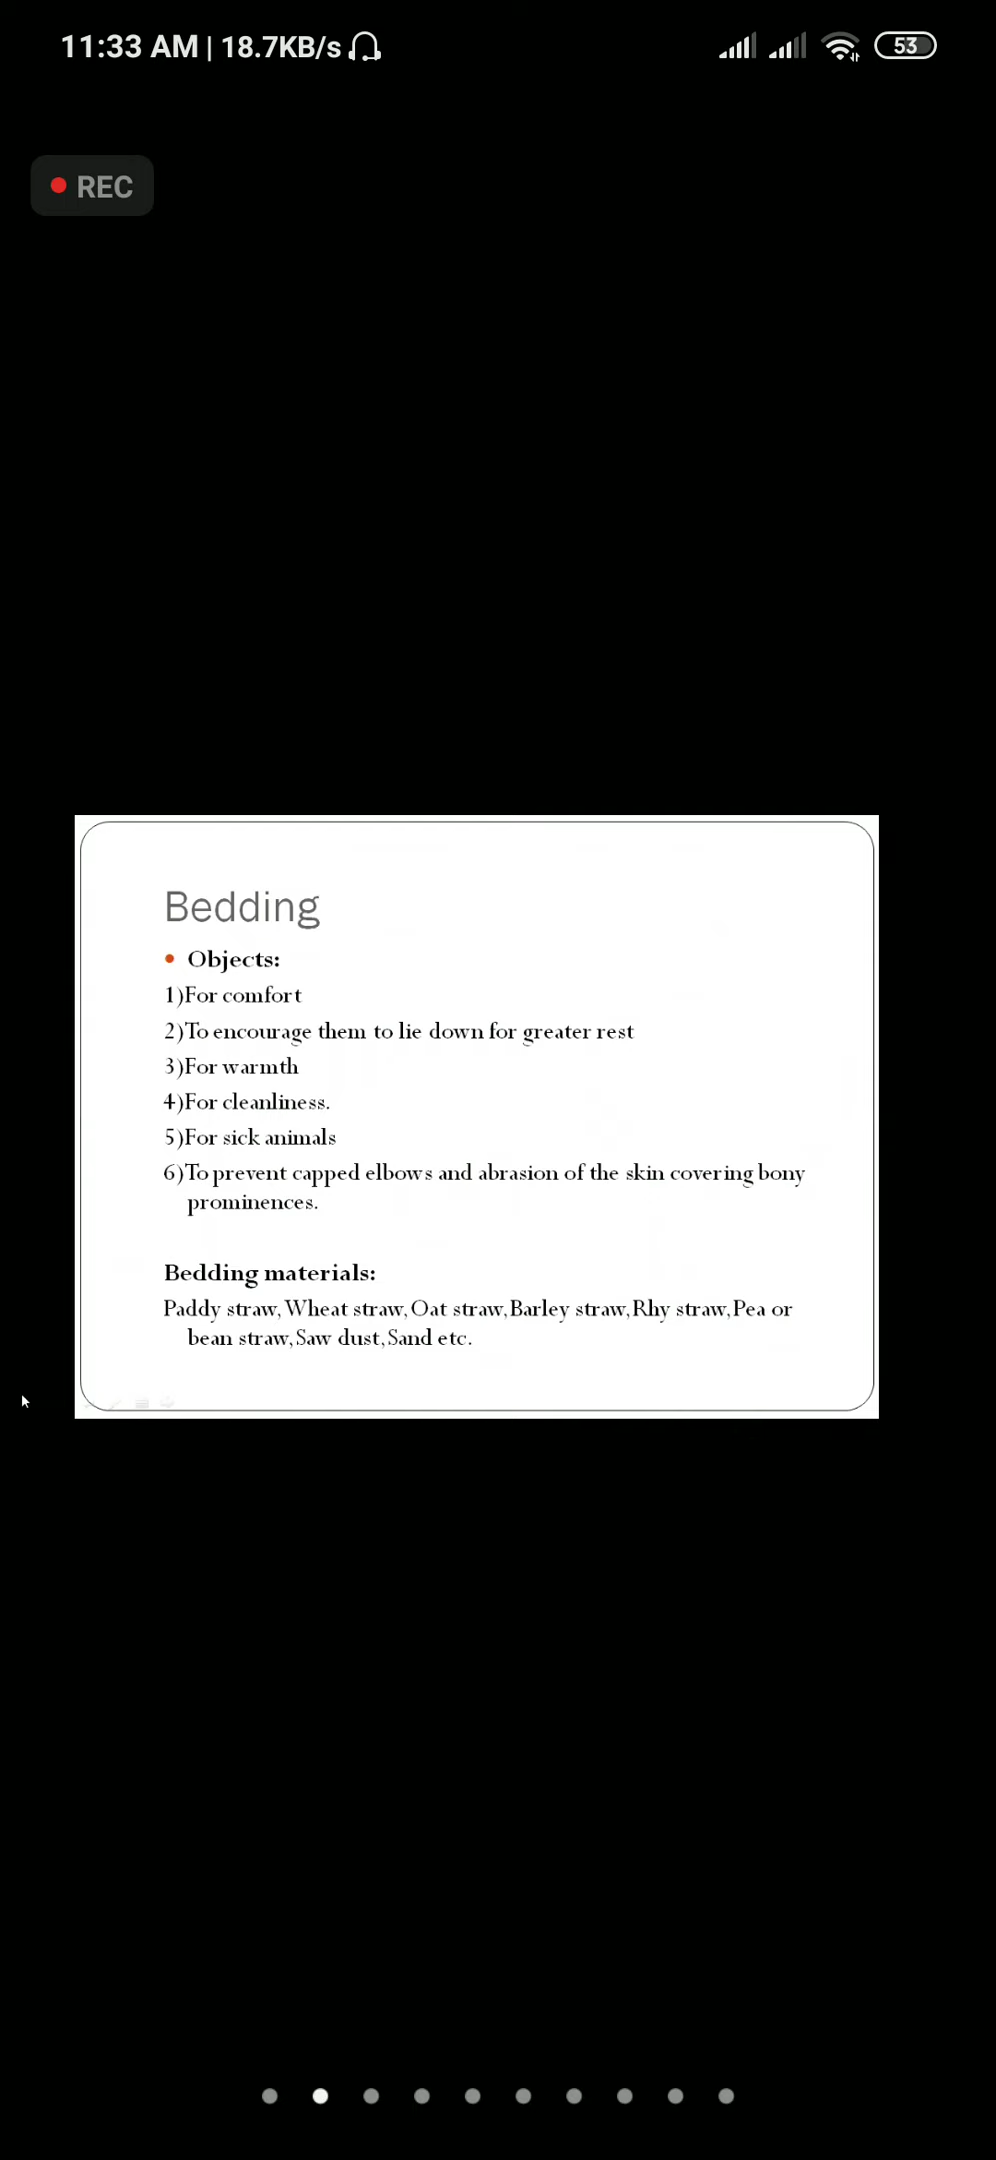 11:33 AM | 18.7KB/s
53
REC
Bedding
• Objects:
1)For comfort
2)To encourage them to lie down for greater rest
3)For warmth
4)For cleanliness.
5)For sick animals
6)To prevent capped elbows and abrasion of the skin covering bony
prominences.
Bedding materials:
Paddy straw, Wheat straw, Oat straw, Barley straw, Rhy straw, Pea or
bean straw, Saw dust, Sand etc.